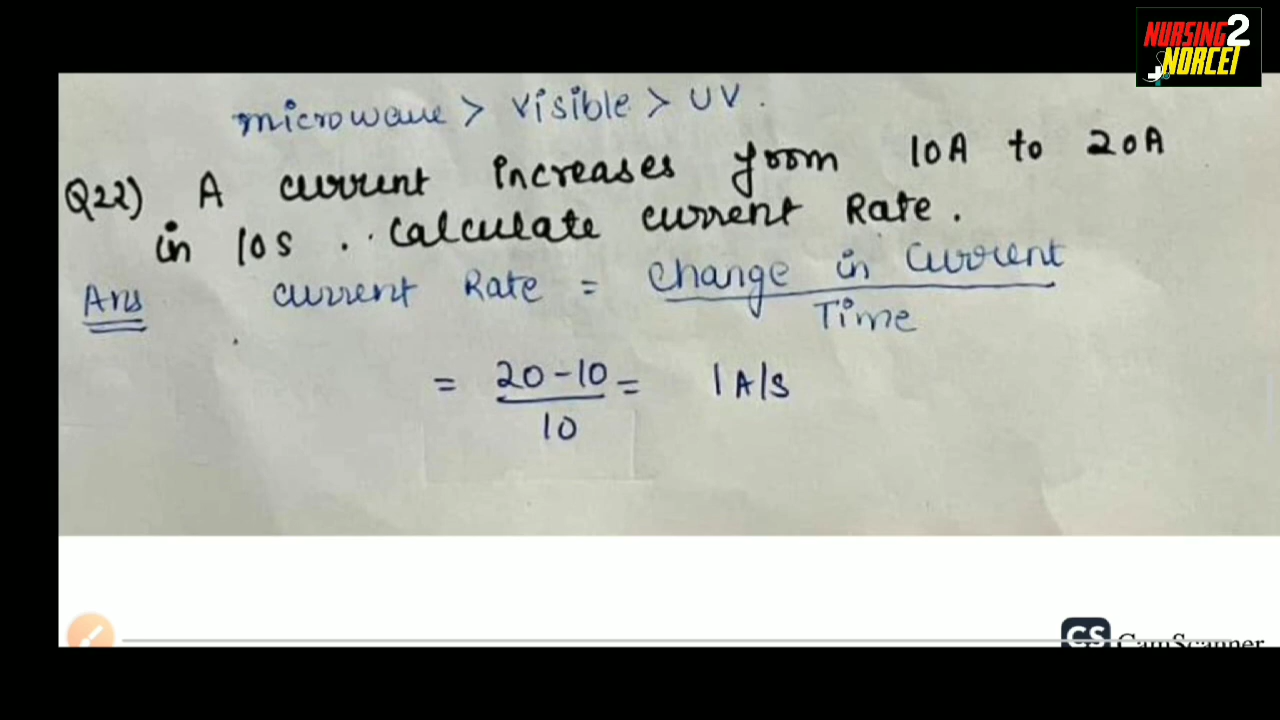 NURSING 2
NORCET
microwave > visible > UV.
Q22) A current increases from 10A to 20A
in 10s . . Calculate current Rate.
Ans current Rate = Change in Current
Time
= 20-10 = 1 A/s
10
CS CamScanner